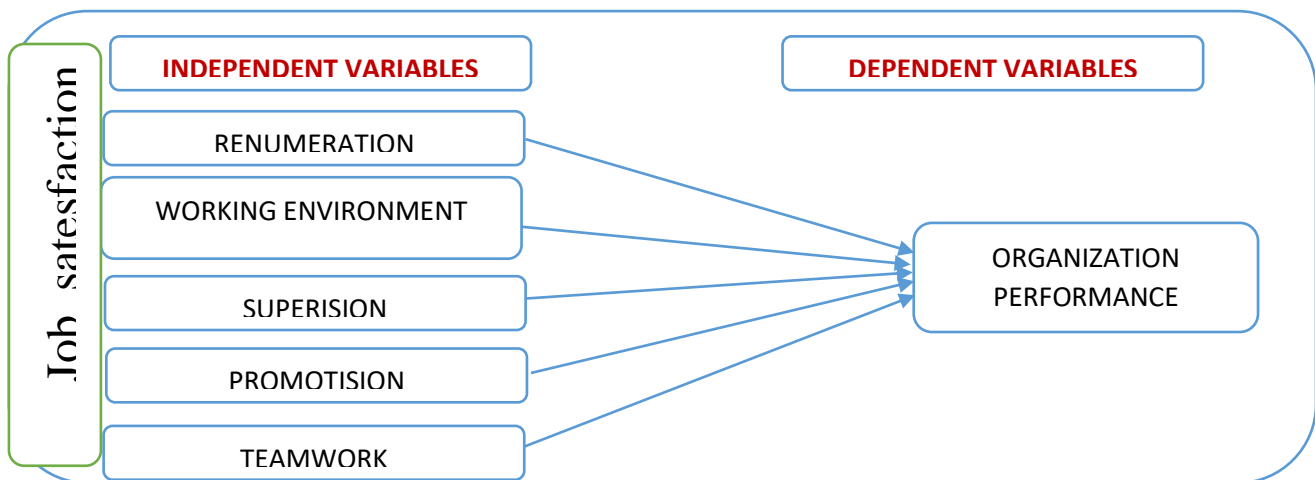 Job satesfaction
INDEPENDENT VARIABLES
DEPENDENT VARIABLES
RENUMERATION
WORKING ENVIRONMENT
SUPERISION
PROMOTISION
TEAMWORK
ORGANIZATION
PERFORMANCE